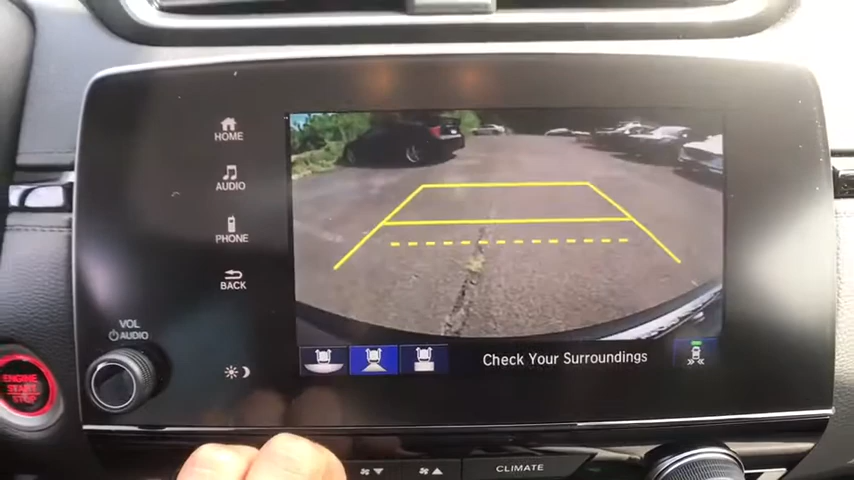 HOME
AUDIO
PHONE
BACK
VOL
AUDIO
ENGINE
START
STOP
Check Your Surroundings
CLIMATE